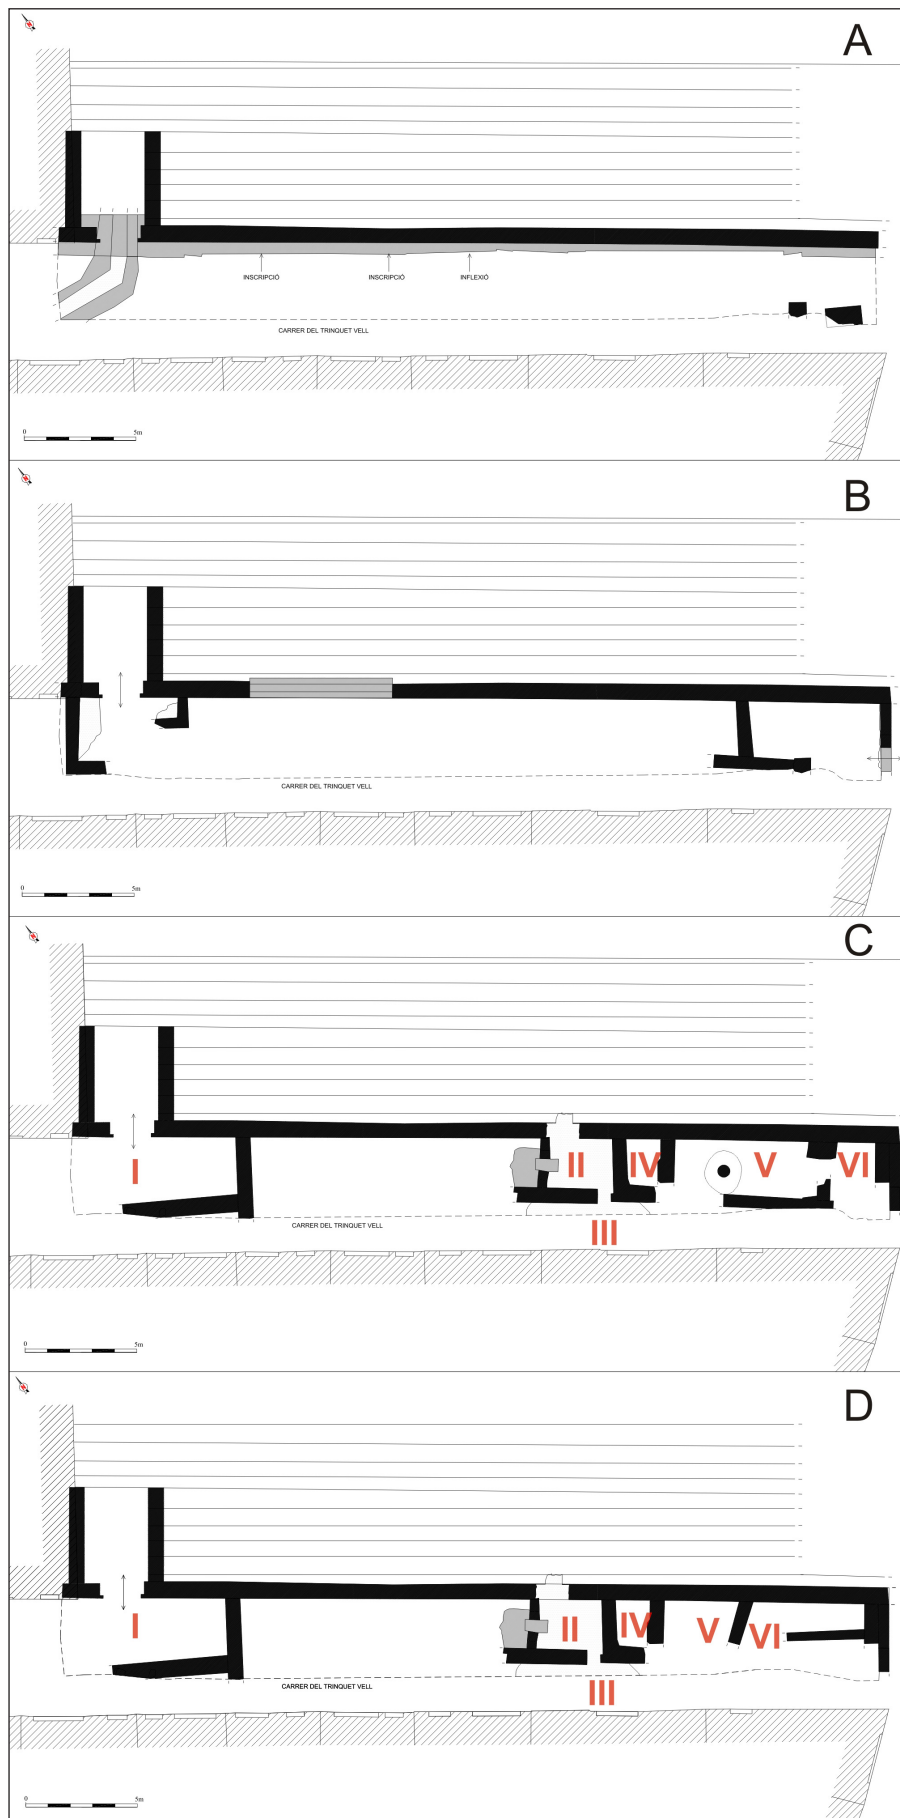 A
INSCRIPCIÓ INSCRIPCIÓ INFLEXIÓ
CARRER DEL TRINQUET VELL
0 5m
B
CARRER DEL TRINQUET VELL
0 5m
C
I II IV V VI
CARRER DEL TRINQUET VELL
III
0 5m
D
I II IV V VI
CARRER DEL TRINQUET VELL
III
0 5m